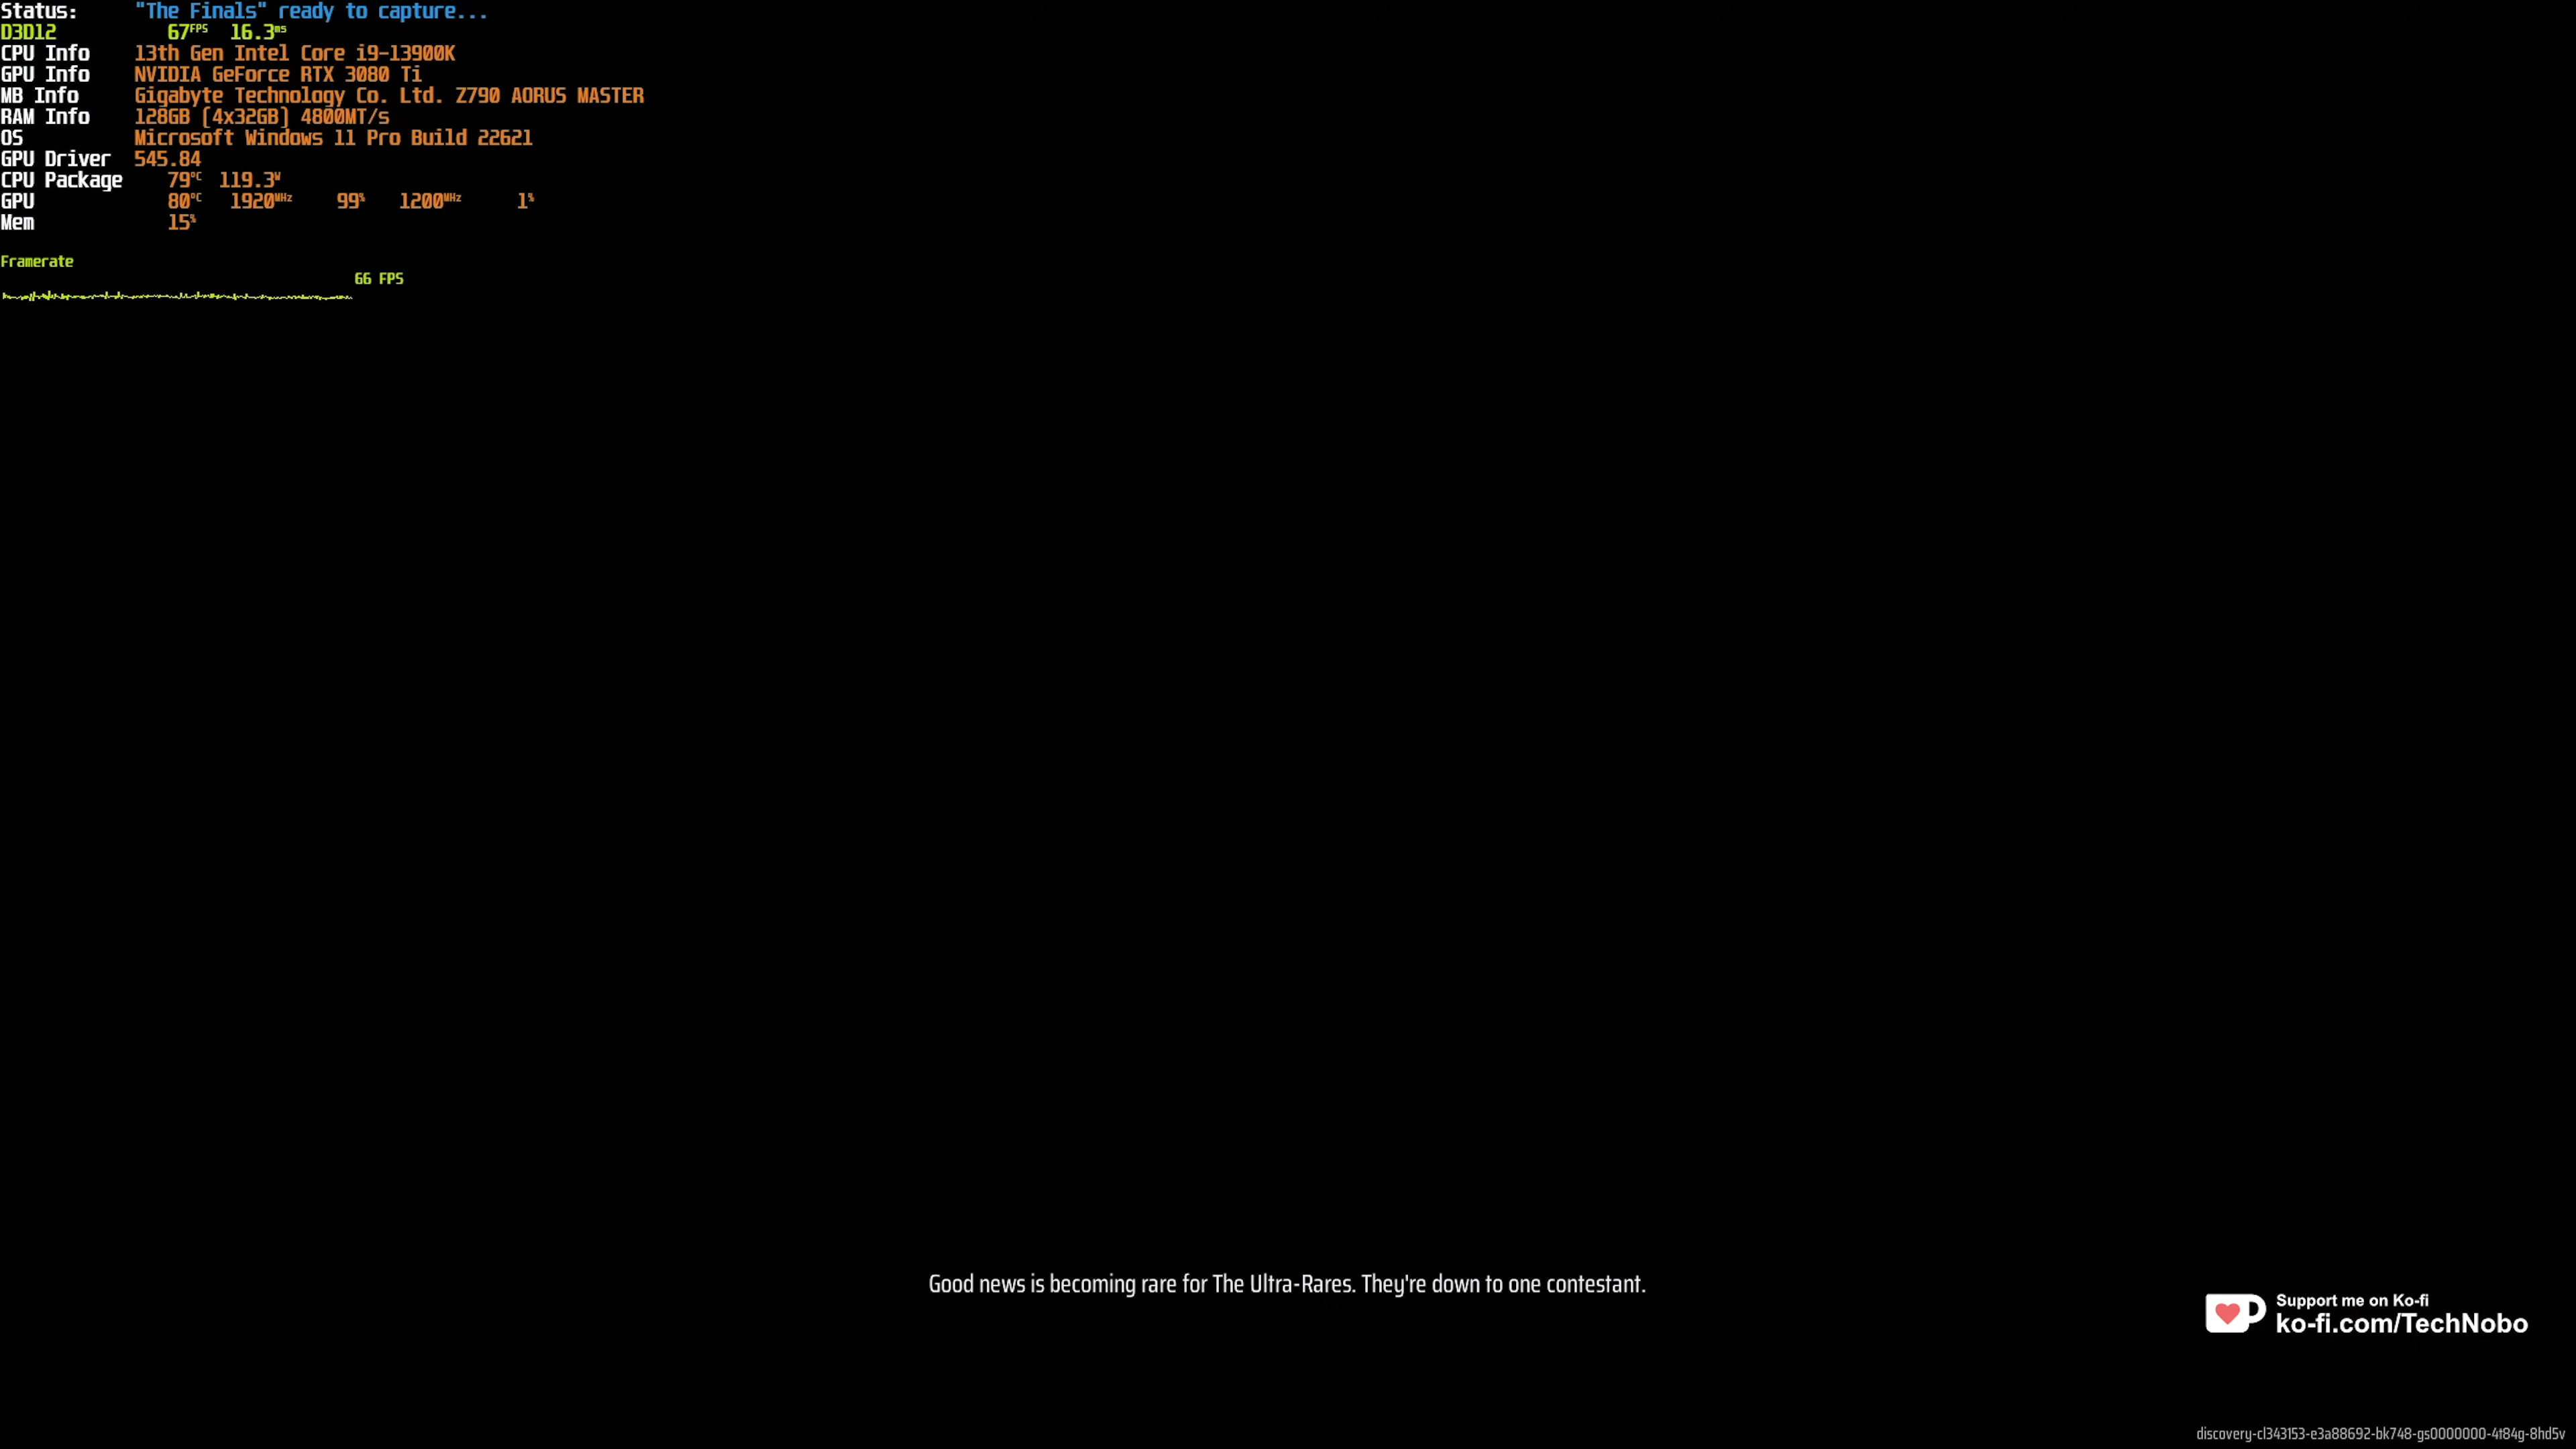 Status: "The Finals" ready to capture...
D3D12 67FPS 16.3ms
CPU Info 13th Gen Intel Core i9-13900K
GPU Info NVIDIA GeForce RTX 3080 Ti
MB Info Gigabyte Technology Co. Ltd. Z790 AORUS MASTER
RAM Info 128GB [4x32GB] 4800MT/s
OS Microsoft Windows 11 Pro Build 22621
GPU Driver 545.84
CPU Package 79°C 119.3W
GPU 80°C 1920MHz 99% 1200MHz 1%
Mem 15%
Framerate
66 FPS
Good news is becoming rare for The Ultra-Rares. They're down to one contestant.
Support me on Ko-fi
ko-fi.com/TechNobo
discovery-cl343153-e3a88692-bk748-gs0000000-4t84g-8hd5v